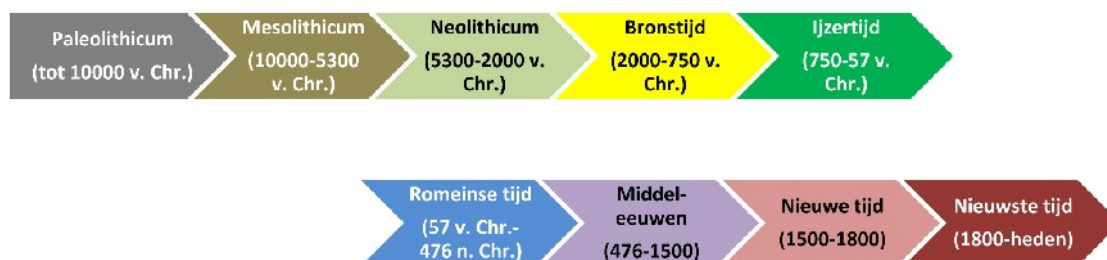 Paleolithicum
(tot 10000 v. Chr.)
Mesolithicum
(10000-5300
v. Chr.)
Neolithicum
(5300-2000 v.
Chr.)
Bronstijd
(2000-750 v.
Chr.)
Ijzertijd
(750-57 v.
Chr.)
Romeinse tijd
(57 v. Chr.-
476 n. Chr.)
Middel-
eeuwen
(476-1500)
Nieuwe tijd
(1500-1800)
Nieuwste tijd
(1800-heden)